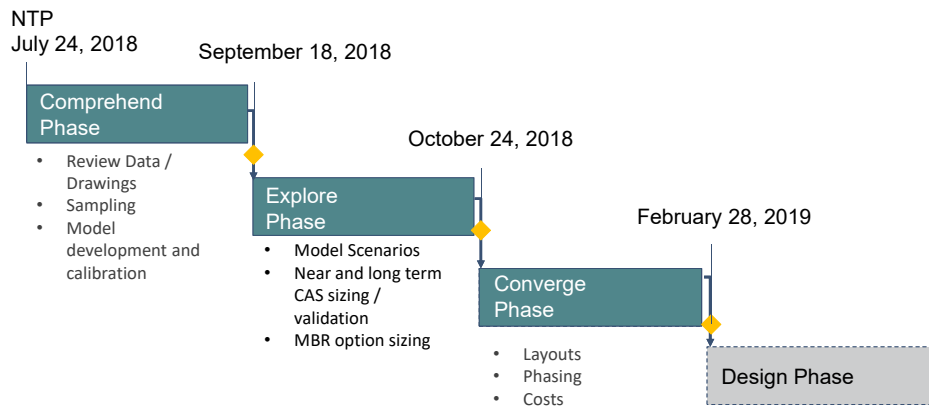 NTP
July 24, 2018
September 18, 2018
Comprehend
Phase
October 24, 2018
• Review Data /
Drawings
• Sampling
• Model
development and
calibration
Explore
Phase
February 28, 2019
• Model Scenarios
• Near and long term
CAS sizing /
validation
• MBR option sizing
Converge
Phase
• Layouts
• Phasing
• Costs
Design Phase